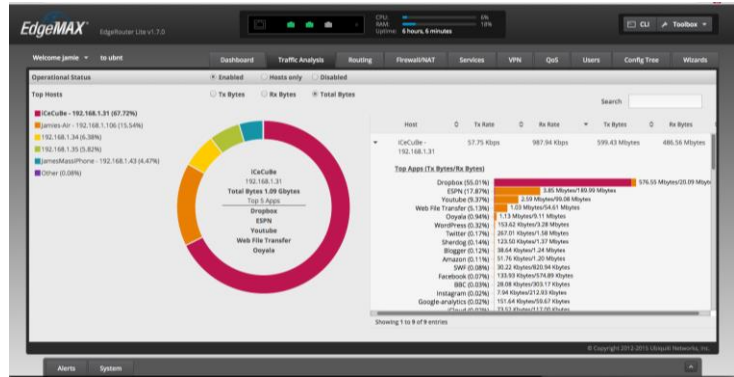 EdgeMAX EdgeRouter Lite v1.7.0
CPU: 6%
RAM: 18%
Uptime: 6 hours, 6 minutes
CLI Toolbox
Welcome Jamie to ubnt
Dashboard Traffic Analysis Routing Firewall/NAT Services VPN QoS Users Config Tree Wizards
Operational Status Enabled Hosts only Disabled
Top Hosts Tx Bytes Rx Bytes Total Bytes
Search
ICeCuBe - 192.168.1.31 (67.72%)
Jamies-Air - 192.168.1.106 (15.54%)
192.168.1.34 (6.38%)
192.168.1.35 (5.82%)
JamesMassiPhone - 192.168.1.43 (4.47%)
Other (0.08%)
ICeCuBe
192.168.1.31
Total Bytes 1.09 Gbytes
Top 5 Apps
Dropbox
ESPN
Youtube
Web File Transfer
Ooyala
Host Tx Rate Rx Rate Tx Bytes Rx Bytes
ICeCuBe - 192.168.1.31 57.75 Kbps 987.94 Kbps 599.43 Mbytes 486.56 Mbytes
Top Apps (Tx Bytes/Rx Bytes)
Dropbox (55.01%) 576.55 Mbytes/20.09 Mbyte
ESPN (17.87%) 3.85 Mbytes/189.99 Mbytes
Youtube (9.37%) 2.59 Mbytes/99.08 Mbytes
Web File Transfer (5.13%) 1.03 Mbytes/54.61 Mbytes
Ooyala (0.94%) 1.13 Mbytes/9.11 Mbytes
WordPress (0.32%) 153.62 Kbytes/3.28 Mbytes
Twitter (0.17%) 267.01 Kbytes/1.58 Mbytes
Sherdog (0.14%) 123.50 Kbytes/1.37 Mbytes
Blogger (0.12%) 38.64 Kbytes/1.24 Mbytes
Amazon (0.11%) 51.76 Kbytes/1.20 Mbytes
SWF (0.08%) 30.22 Kbytes/820.94 Kbytes
Facebook (0.07%) 133.93 Kbytes/574.89 Kbytes
BBC (0.03%) 28.08 Kbytes/303.17 Kbytes
Instagram (0.02%) 7.94 Kbytes/212.93 Kbytes
Google-analytics (0.02%) 151.64 Kbytes/59.67 Kbytes
iCloud (0.02%) 73.51 Kbytes/112.00 Kbytes
Showing 1 to 9 of 9 entries
© Copyright 2012-2015 Ubiquiti Networks, Inc.
Alerts System